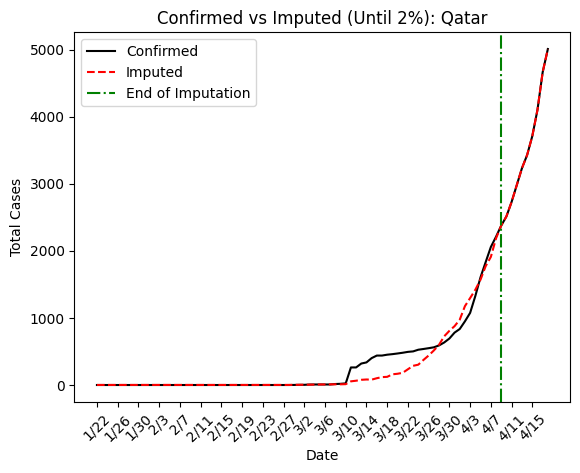 Confirmed vs Imputed (Until 2%): Qatar
Confirmed
Imputed
End of Imputation
Total Cases
5000
4000
3000
2000
1000
0
1/22 1/26 1/30 2/3 2/7 2/11 2/15 2/19 2/23 2/27 3/2 3/6 3/10 3/14 3/18 3/22 3/26 3/30 4/3 4/7 4/11 4/15
Date